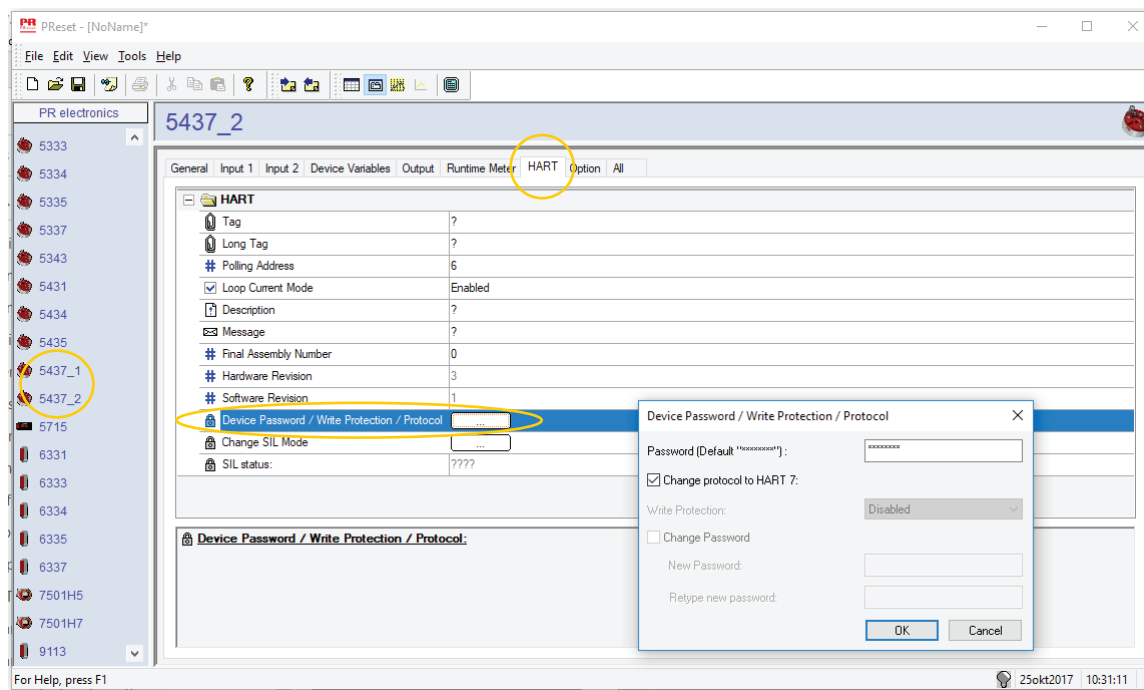 PR PReset - [NoName]*
File Edit View Tools Help
PR electronics
5437_2
5333
5334
5335
5337
5343
5431
5434
5435
5437_1
5437_2
5715
6331
6333
6334
6335
6337
7501H5
7501H7
9113
General Input 1 Input 2 Device Variables Output Runtime Meter HART Option All
HART
Tag ?
Long Tag ?
# Polling Address 6
Loop Current Mode Enabled
Description ?
Message ?
# Final Assembly Number 0
# Hardware Revision 3
# Software Revision 1
Device Password / Write Protection / Protocol ...
Change SIL Mode ...
SIL status: ????
Device Password / Write Protection / Protocol:
Device Password / Write Protection / Protocol
Password (Default "********") : ********
Change protocol to HART 7:
Write Protection: Disabled
Change Password
New Password:
Retype new password:
OK Cancel
For Help, press F1 25okt2017 10:31:11